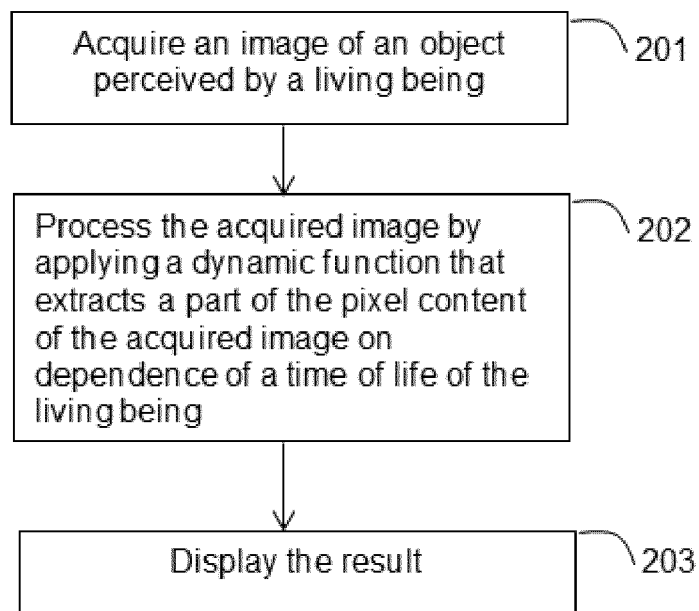 Acquire an image of an object
perceived by a living being
201
Process the acquired image by
applying a dynamic function that
extracts a part of the pixel content
of the acquired image on
dependence of a time of life of the
living being
202
Display the result
203